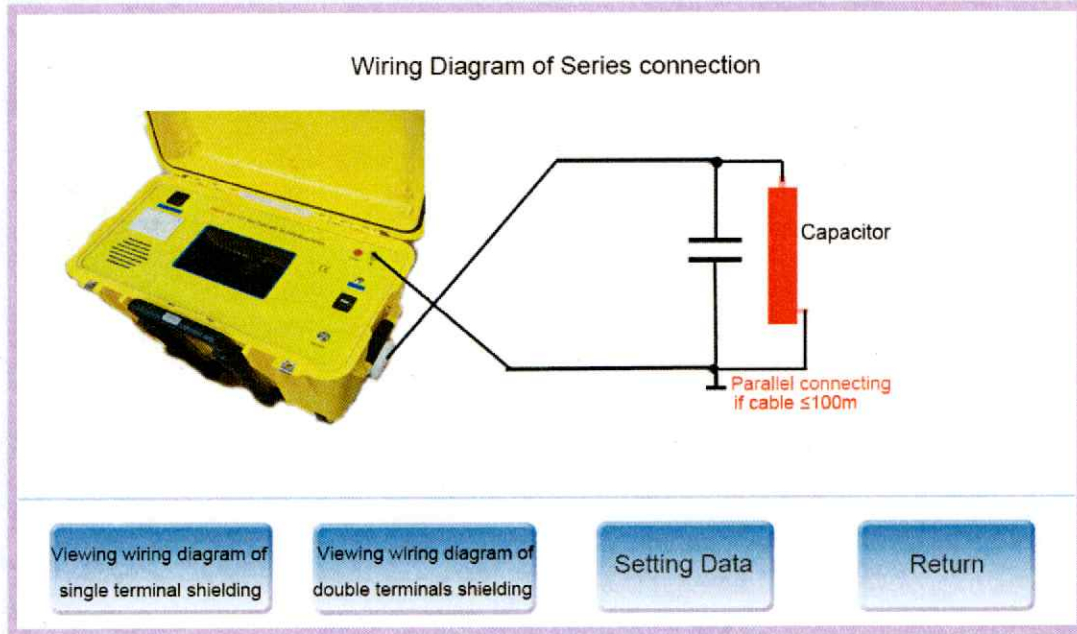 Wiring Diagram of Series connection
Capacitor
Parallel connecting
if cable ≤100m
Viewing wiring diagram of
single terminal shielding
Viewing wiring diagram of
double terminals shielding
Setting Data
Return